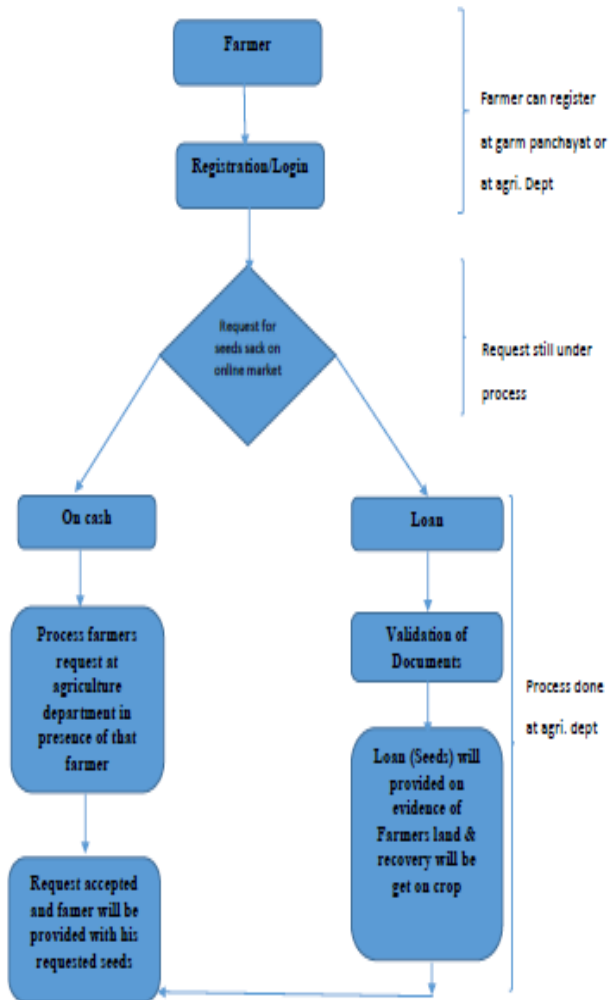 Farmer
Farmer can register
at garm panchayat or
at agri. Dept
Registration/Login
Request for
seeds sack on
online market
Request still under
process
On cash
Loan
Process farmers
request at
agriculture
department in
presence of that
farmer
Validation of
Documents
Process done
at agri. dept
Loan (Seeds) will
provided on
evidence of
Farmers land &
recovery will be
get on crop
Request accepted
and famer will be
provided with his
requested seeds